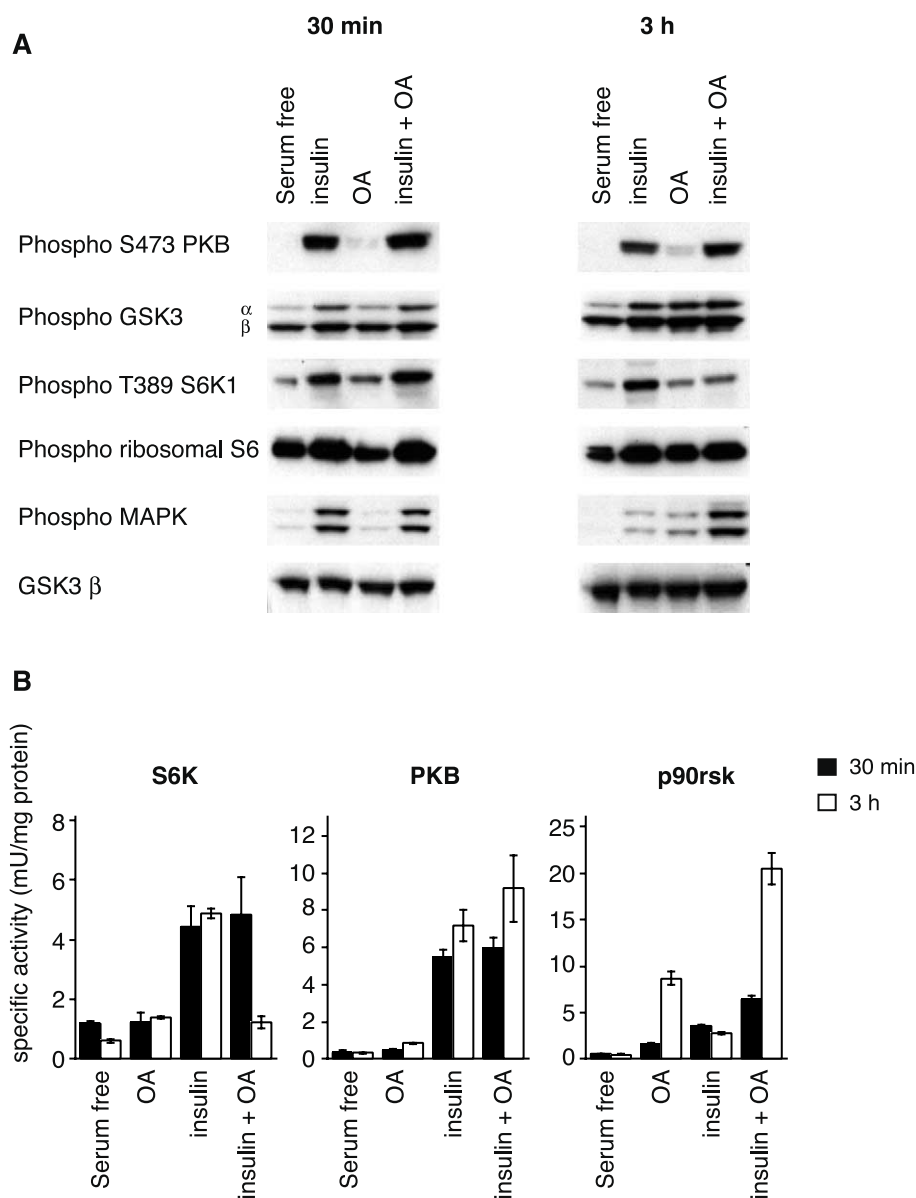 A
30 min 3 h
Serum free insulin OA insulin + OA Serum free insulin OA insulin + OA
Phospho S473 PKB
Phospho GSK3 α
β
Phospho T389 S6K1
Phospho ribosomal S6
Phospho MAPK
GSK3 β
B
specific activity (mU/mg protein)
S6K PKB p90rsk
30 min
3 h
8
6
4
2
0
12
10
8
6
4
2
0
25
20
15
10
5
0
Serum free OA insulin insulin + OA Serum free OA insulin insulin + OA Serum free OA insulin insulin + OA